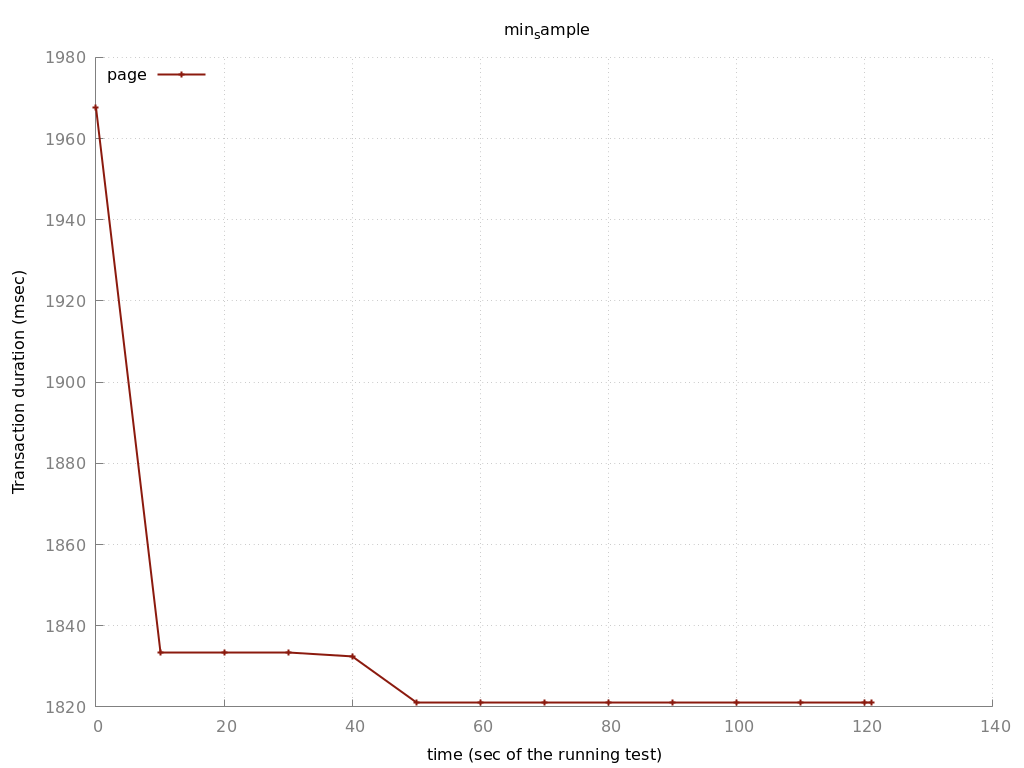 min_sample
page
1980
1960
1940
1920
1900
1880
1860
1840
1820
Transaction duration (msec)
0 20 40 60 80 100 120 140
time (sec of the running test)